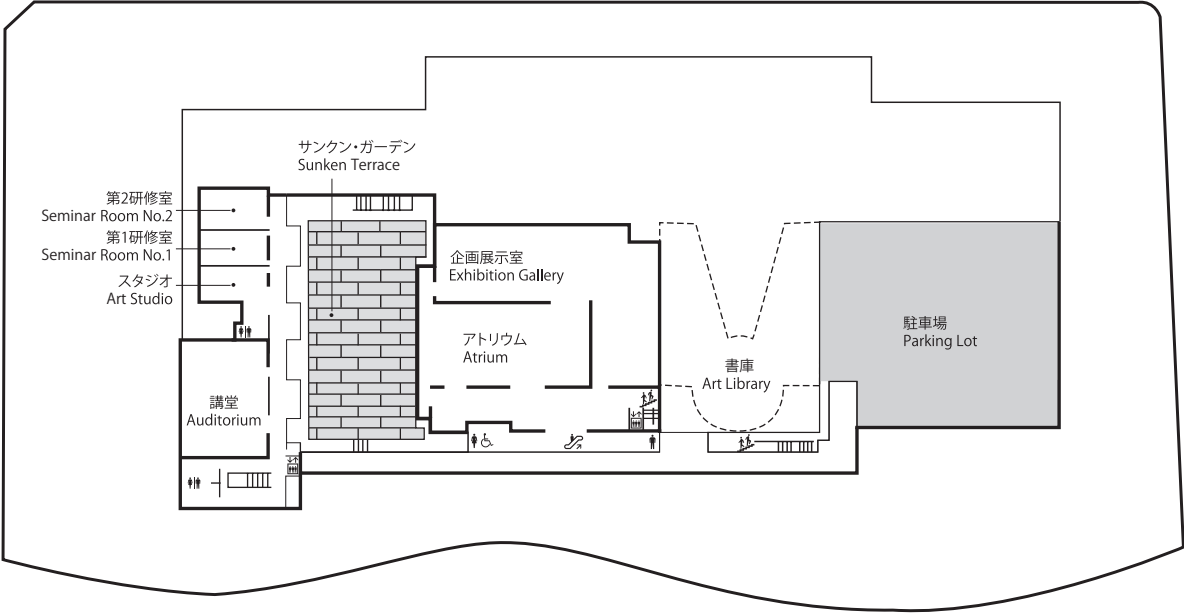 サンクン・ガーデン
Sunken Terrace
第2研修室
Seminar Room No.2
第1研修室
Seminar Room No.1
スタジオ
Art Studio
企画展示室
Exhibition Gallery
アトリウム
Atrium
駐車場
Parking Lot
書庫
Art Library
講堂
Auditorium